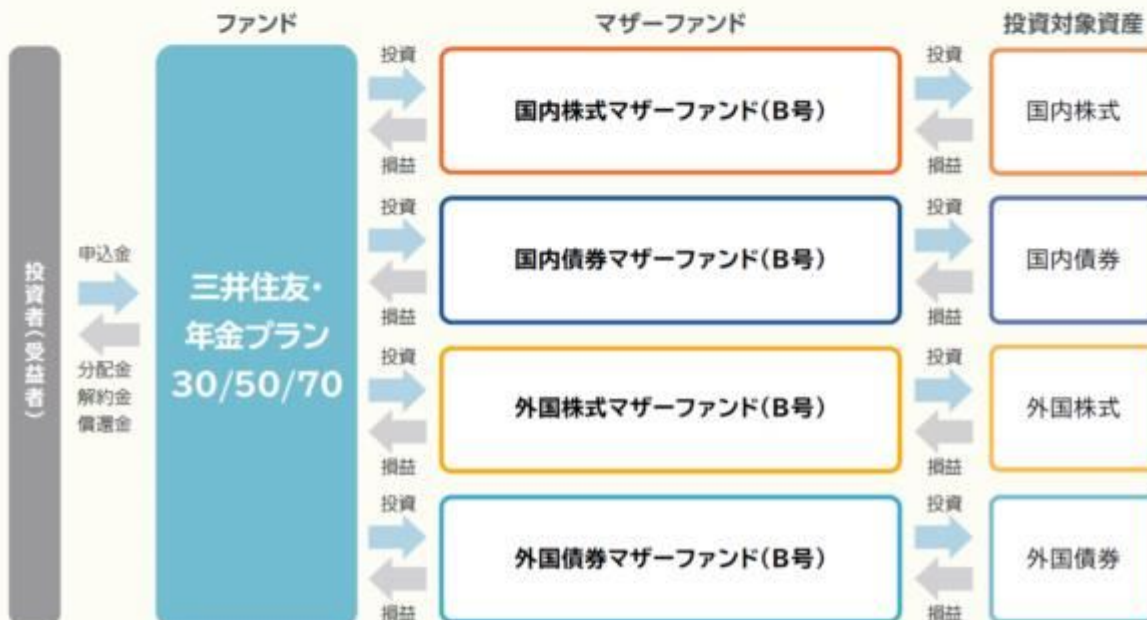 ファンド
マザーファンド
投資対象資産
投資者(受益者)
申込金
分配金
解約金
償還金
三井住友・
年金プラン
30/50/70
投資
損益
国内株式マザーファンド(B号)
投資
損益
国内株式
投資
損益
国内債券マザーファンド(B号)
投資
損益
国内債券
投資
損益
外国株式マザーファンド(B号)
投資
損益
外国株式
投資
損益
外国債券マザーファンド(B号)
投資
損益
外国債券